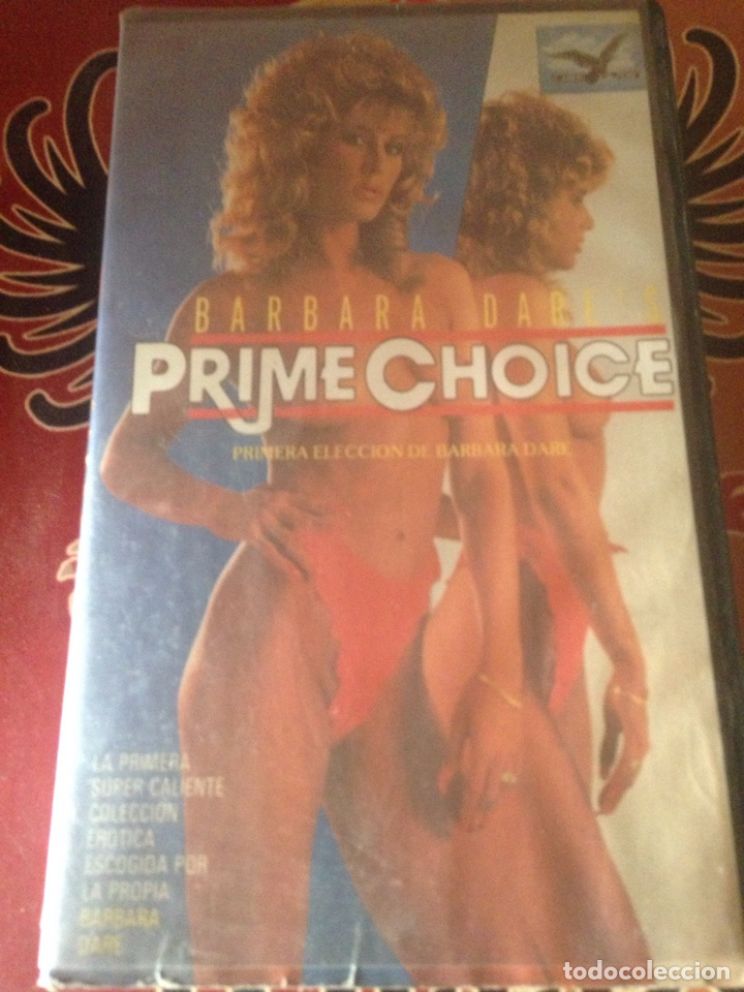 BARBARA DARE'S
PRIME CHOICE
PRIMERA ELECCION DE BARBARA DARE
LA PRIMERA
SUPER CALIENTE
COLECCION
EROTICA
ESCOGIDA POR
LA PROPIA
BARBARA
DARE
todocoleccion